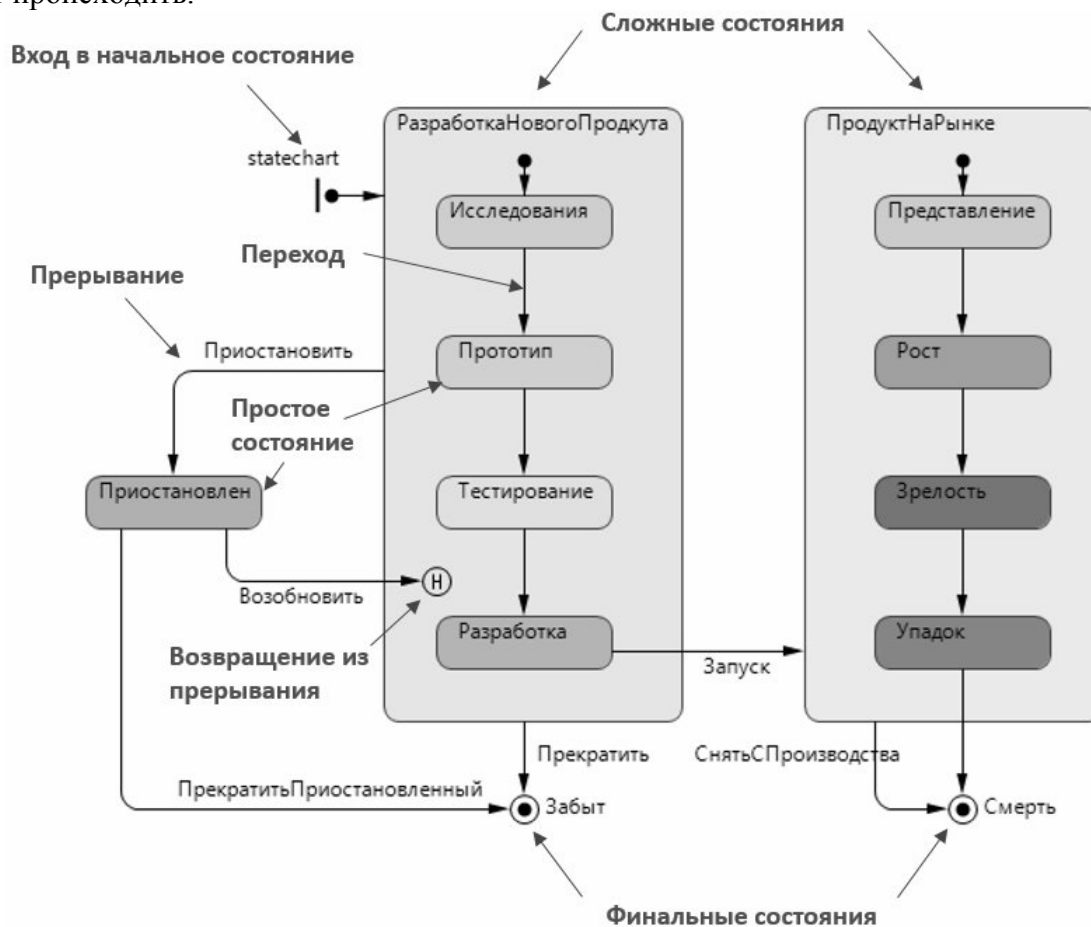 происходить.
Сложные состояния
Вход в начальное состояние
РазработкаНовогоПродкута
ПродуктНаРынке
statechart
Исследования
Представление
Переход
Прерывание
Приостановить
Прототип
Рост
Простое
состояние
Приостановлен
Тестирование
Зрелость
H
Возобновить
Разработка
Упадок
Возвращение из
прерывания
Запуск
Прекратить
СнятьСПроизводства
ПрекратитьПриостановленный
Забыт
Смерть
Финальные состояния